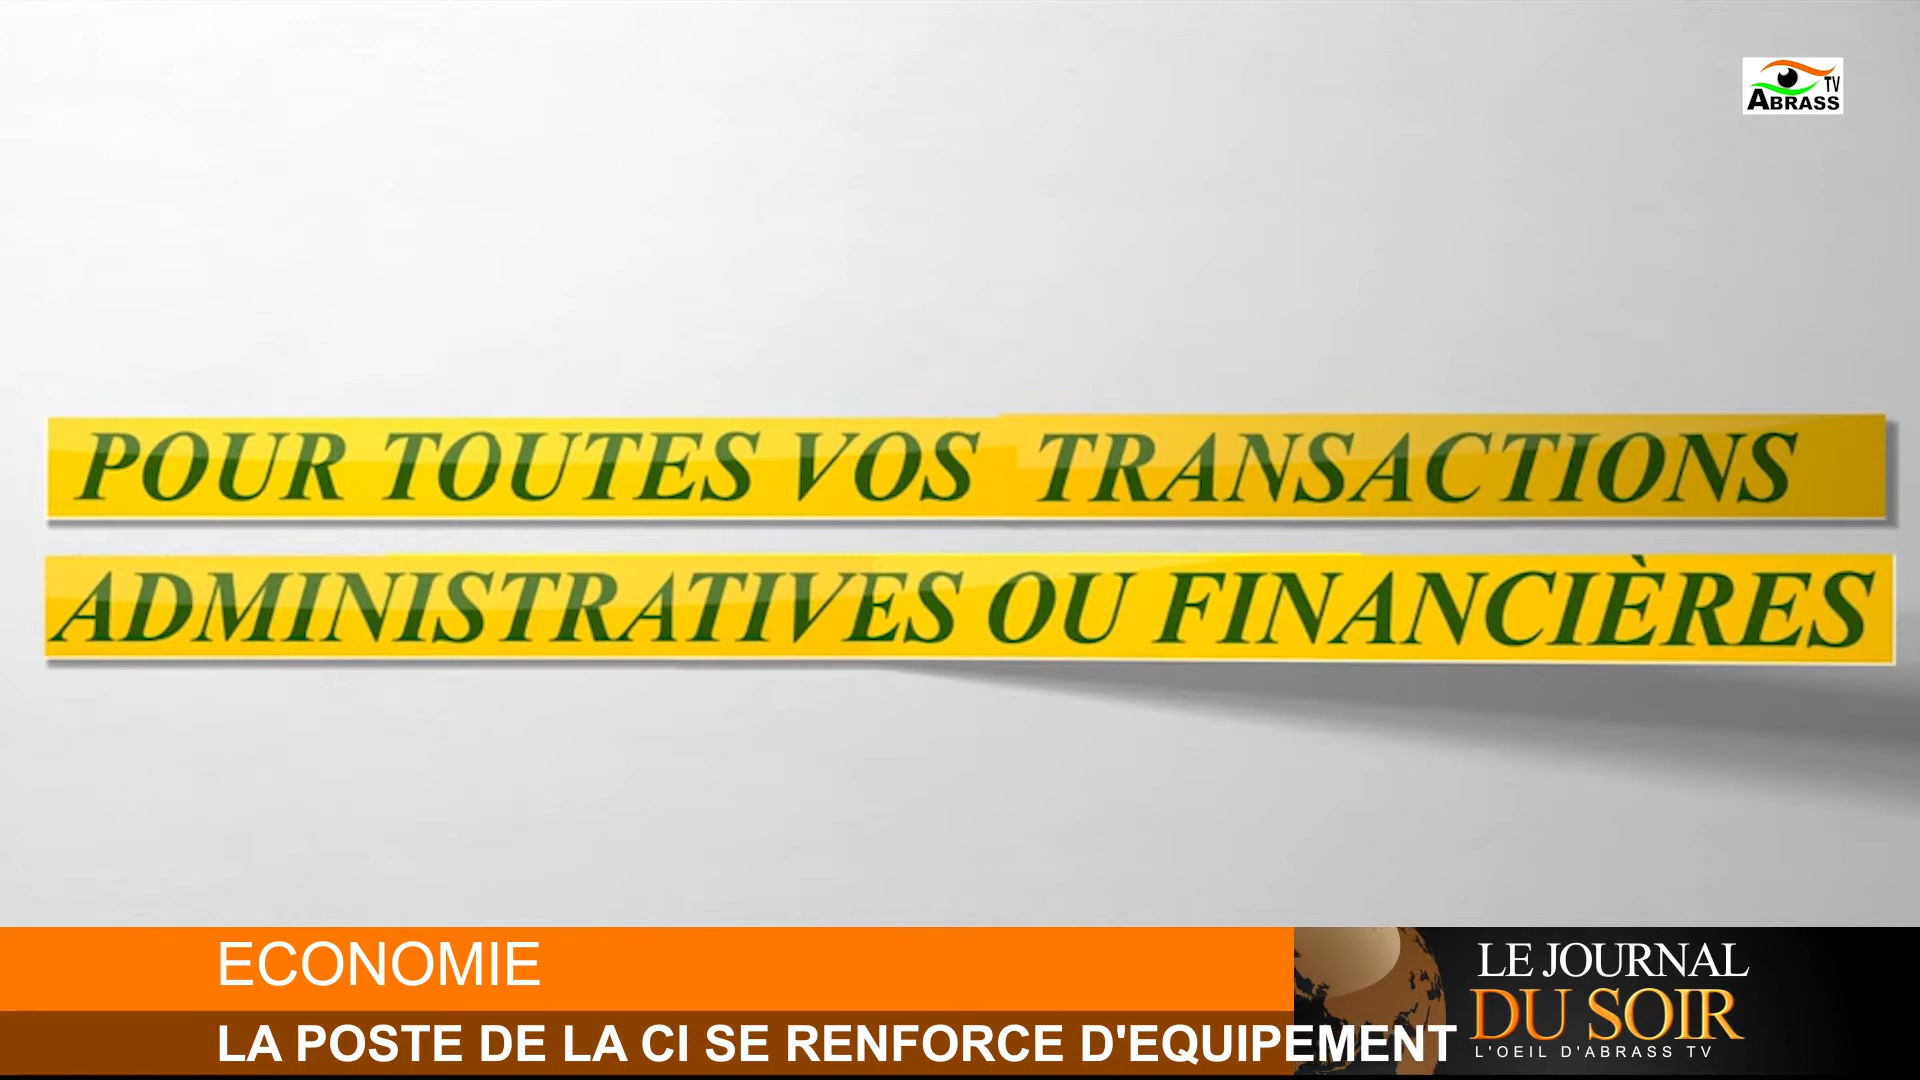 ABRASS TV
POUR TOUTES VOS TRANSACTIONS
ADMINISTRATIVES OU FINANCIÈRES
ECONOMIE
LA POSTE DE LA CI SE RENFORCE D'EQUIPEMENT
LE JOURNAL
DU SOIR
L'OEIL D'ABRASS TV